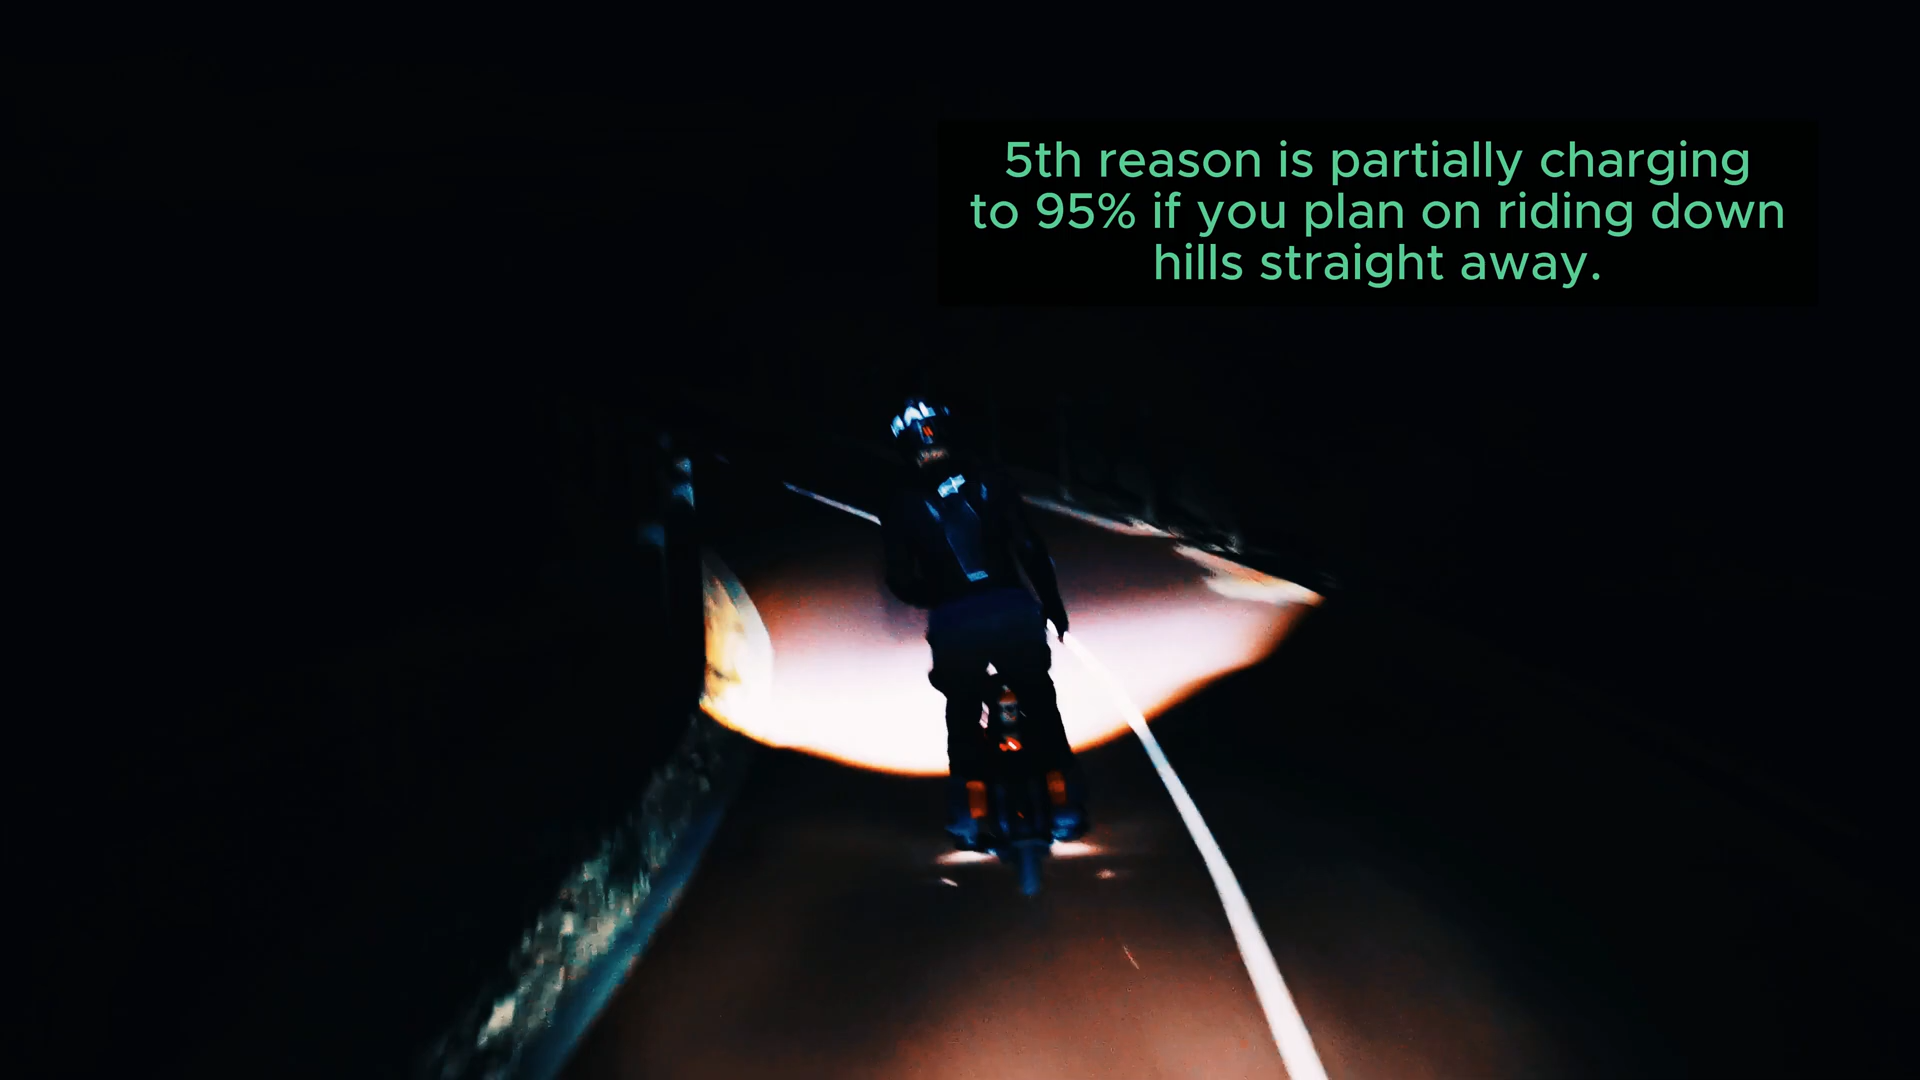 5th reason is partially charging
to 95% if you plan on riding down
hills straight away.